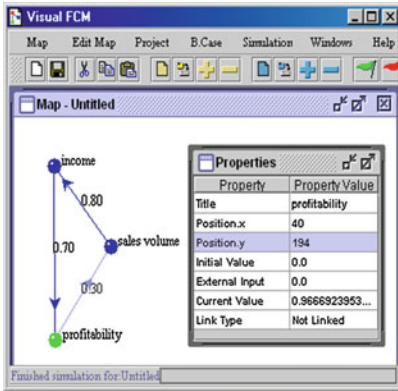 Visual FCM
Map Edit Map Project B.Case Simulation Windows Help
Map - Untitled
income
0.80
0.70
sales volume
0.30
profitability
Properties
Property Property Value
Title profitability
Position.x 40
Position.y 194
Initial Value 0.0
External Input 0.0
Current Value 0.9666923953...
Link Type Not Linked
Finished simulation for:Untitled